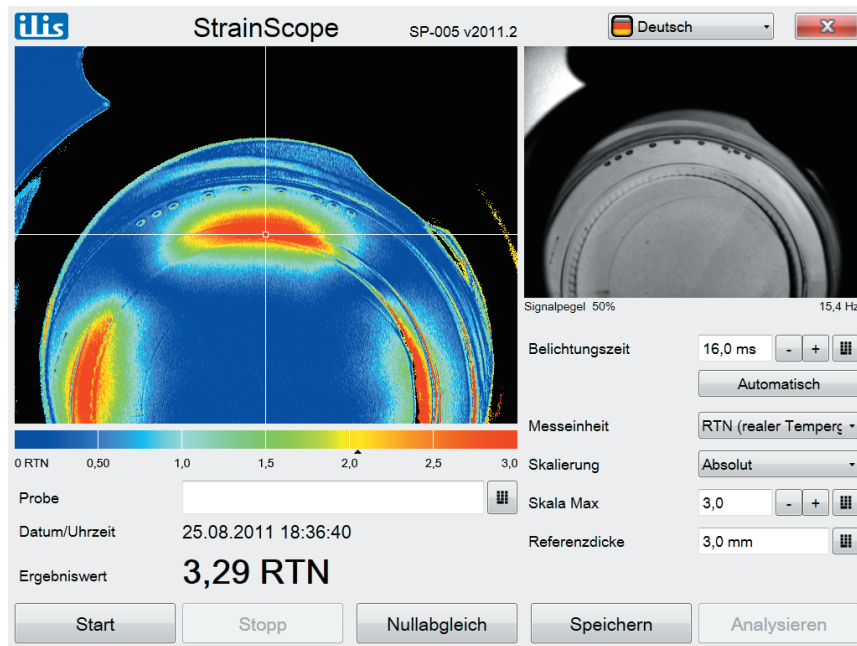 ilis StrainScope SP-005 v2011.2 Deutsch X
Signalpegel 50% 15,4 Hz
Belichtungszeit 16,0 ms - +
Automatisch
Messeinheit RTN (realer Temperg
0 RTN 0,50 1,0 1,5 2,0 2,5 3,0
Skalierung Absolut
Probe
Skala Max 3,0 - +
Datum/Uhrzeit 25.08.2011 18:36:40
Referenzdicke 3,0 mm
Ergebniswert 3,29 RTN
Start Stopp Nullabgleich Speichern Analysieren